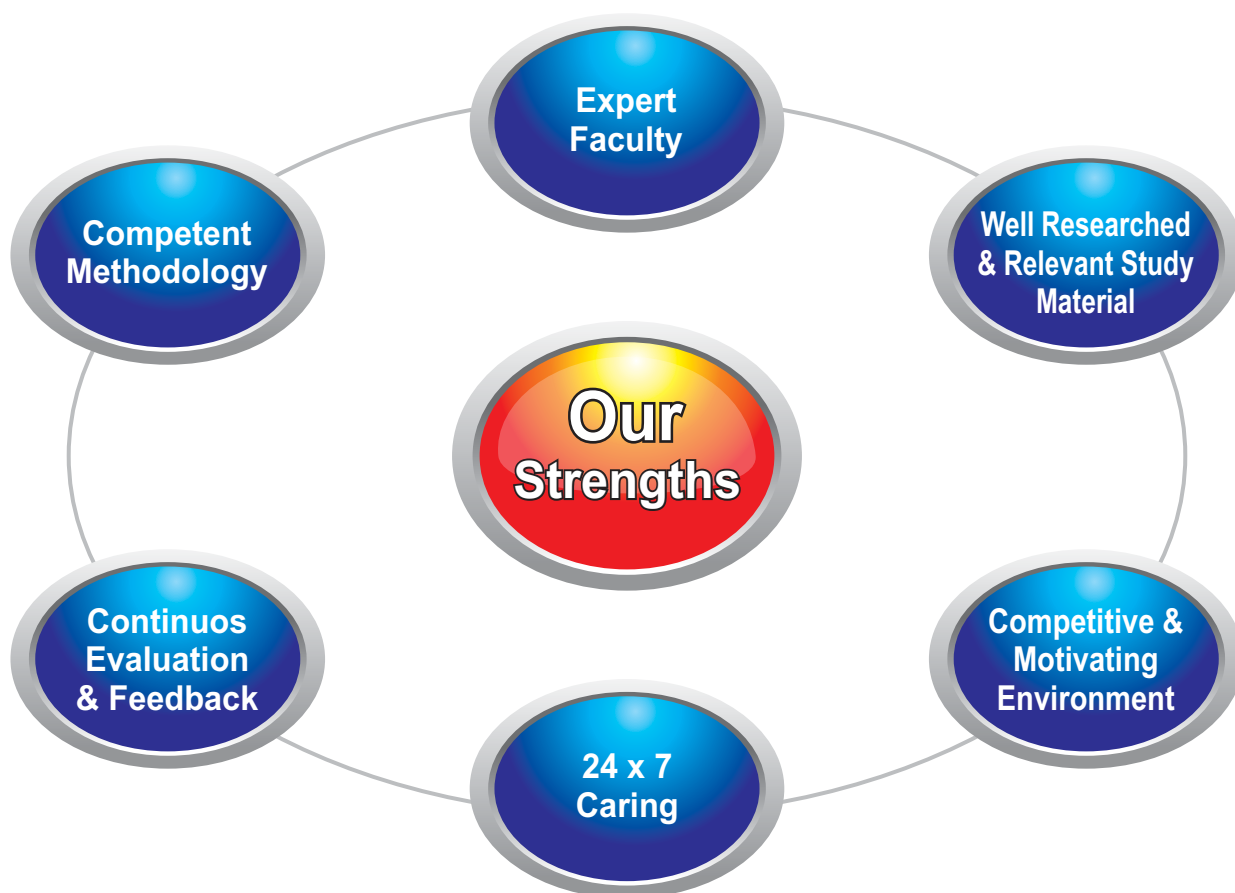 Expert
Faculty
Competent
Methodology
Well Researched
& Relevant Study
Material
Our
Strengths
Continuos
Evaluation
& Feedback
Competitive &
Motivating
Environment
24 x 7
Caring